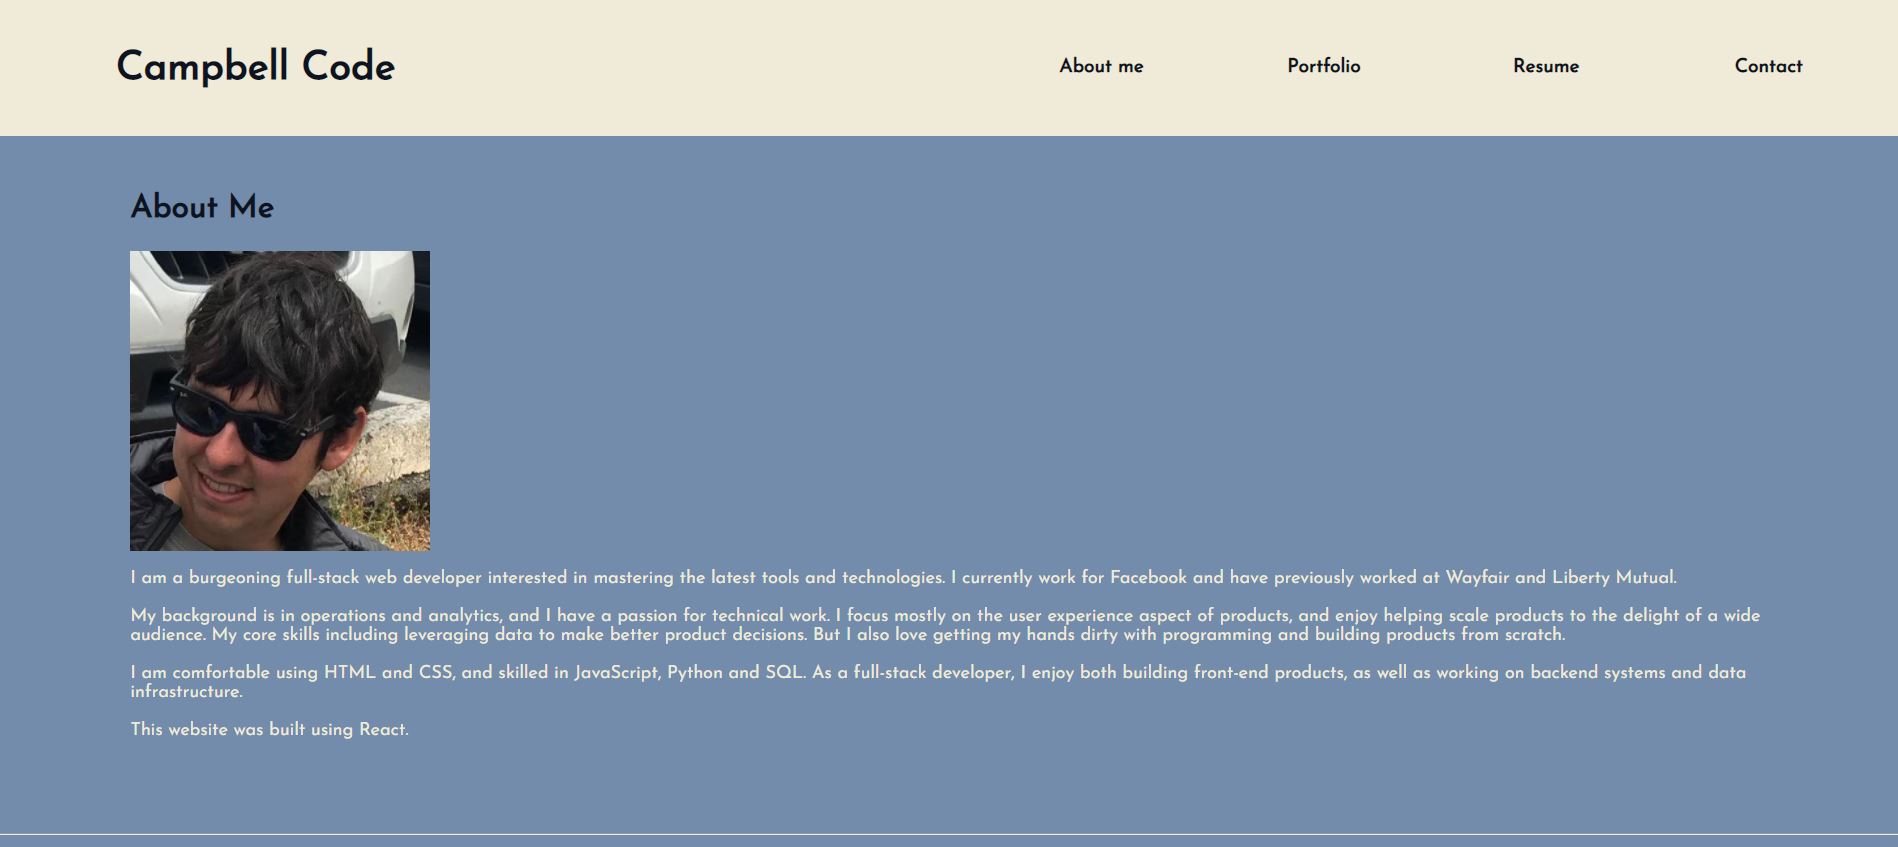 Campbell Code
About me
Portfolio
Resume
Contact
About Me
I am a burgeoning full-stack web developer interested in mastering the latest tools and technologies. I currently work for Facebook and have previously worked at Wayfair and Liberty Mutual.
My background is in operations and analytics, and I have a passion for technical work. I focus mostly on the user experience aspect of products, and enjoy helping scale products to the delight of a wide
audience. My core skills including leveraging data to make better product decisions. But I also love getting my hands dirty with programming and building products from scratch.
I am comfortable using HTML and CSS, and skilled in JavaScript, Python and SQL. As a full-stack developer, I enjoy both building front-end products, as well as working on backend systems and data
infrastructure.
This website was built using React.